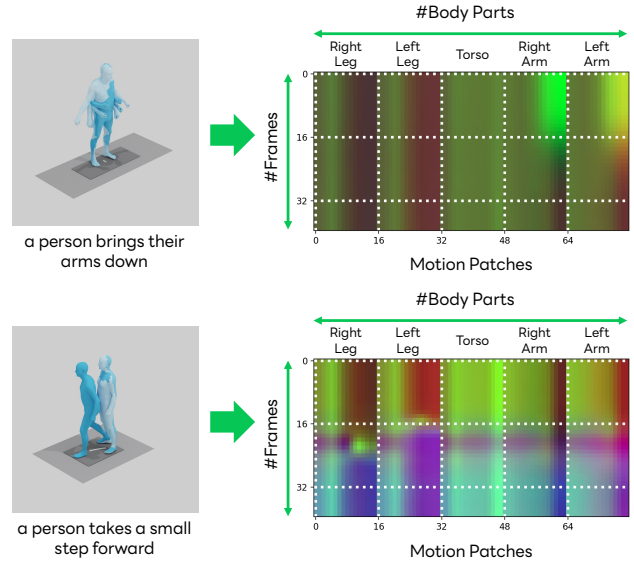 #Body Parts
Right Leg
Left Leg
Torso
Right Arm
Left Arm
#Frames
0
16
32
0 16 32 48 64
Motion Patches
a person brings their
arms down
#Body Parts
Right Leg
Left Leg
Torso
Right Arm
Left Arm
#Frames
0
16
32
0 16 32 48 64
Motion Patches
a person takes a small
step forward